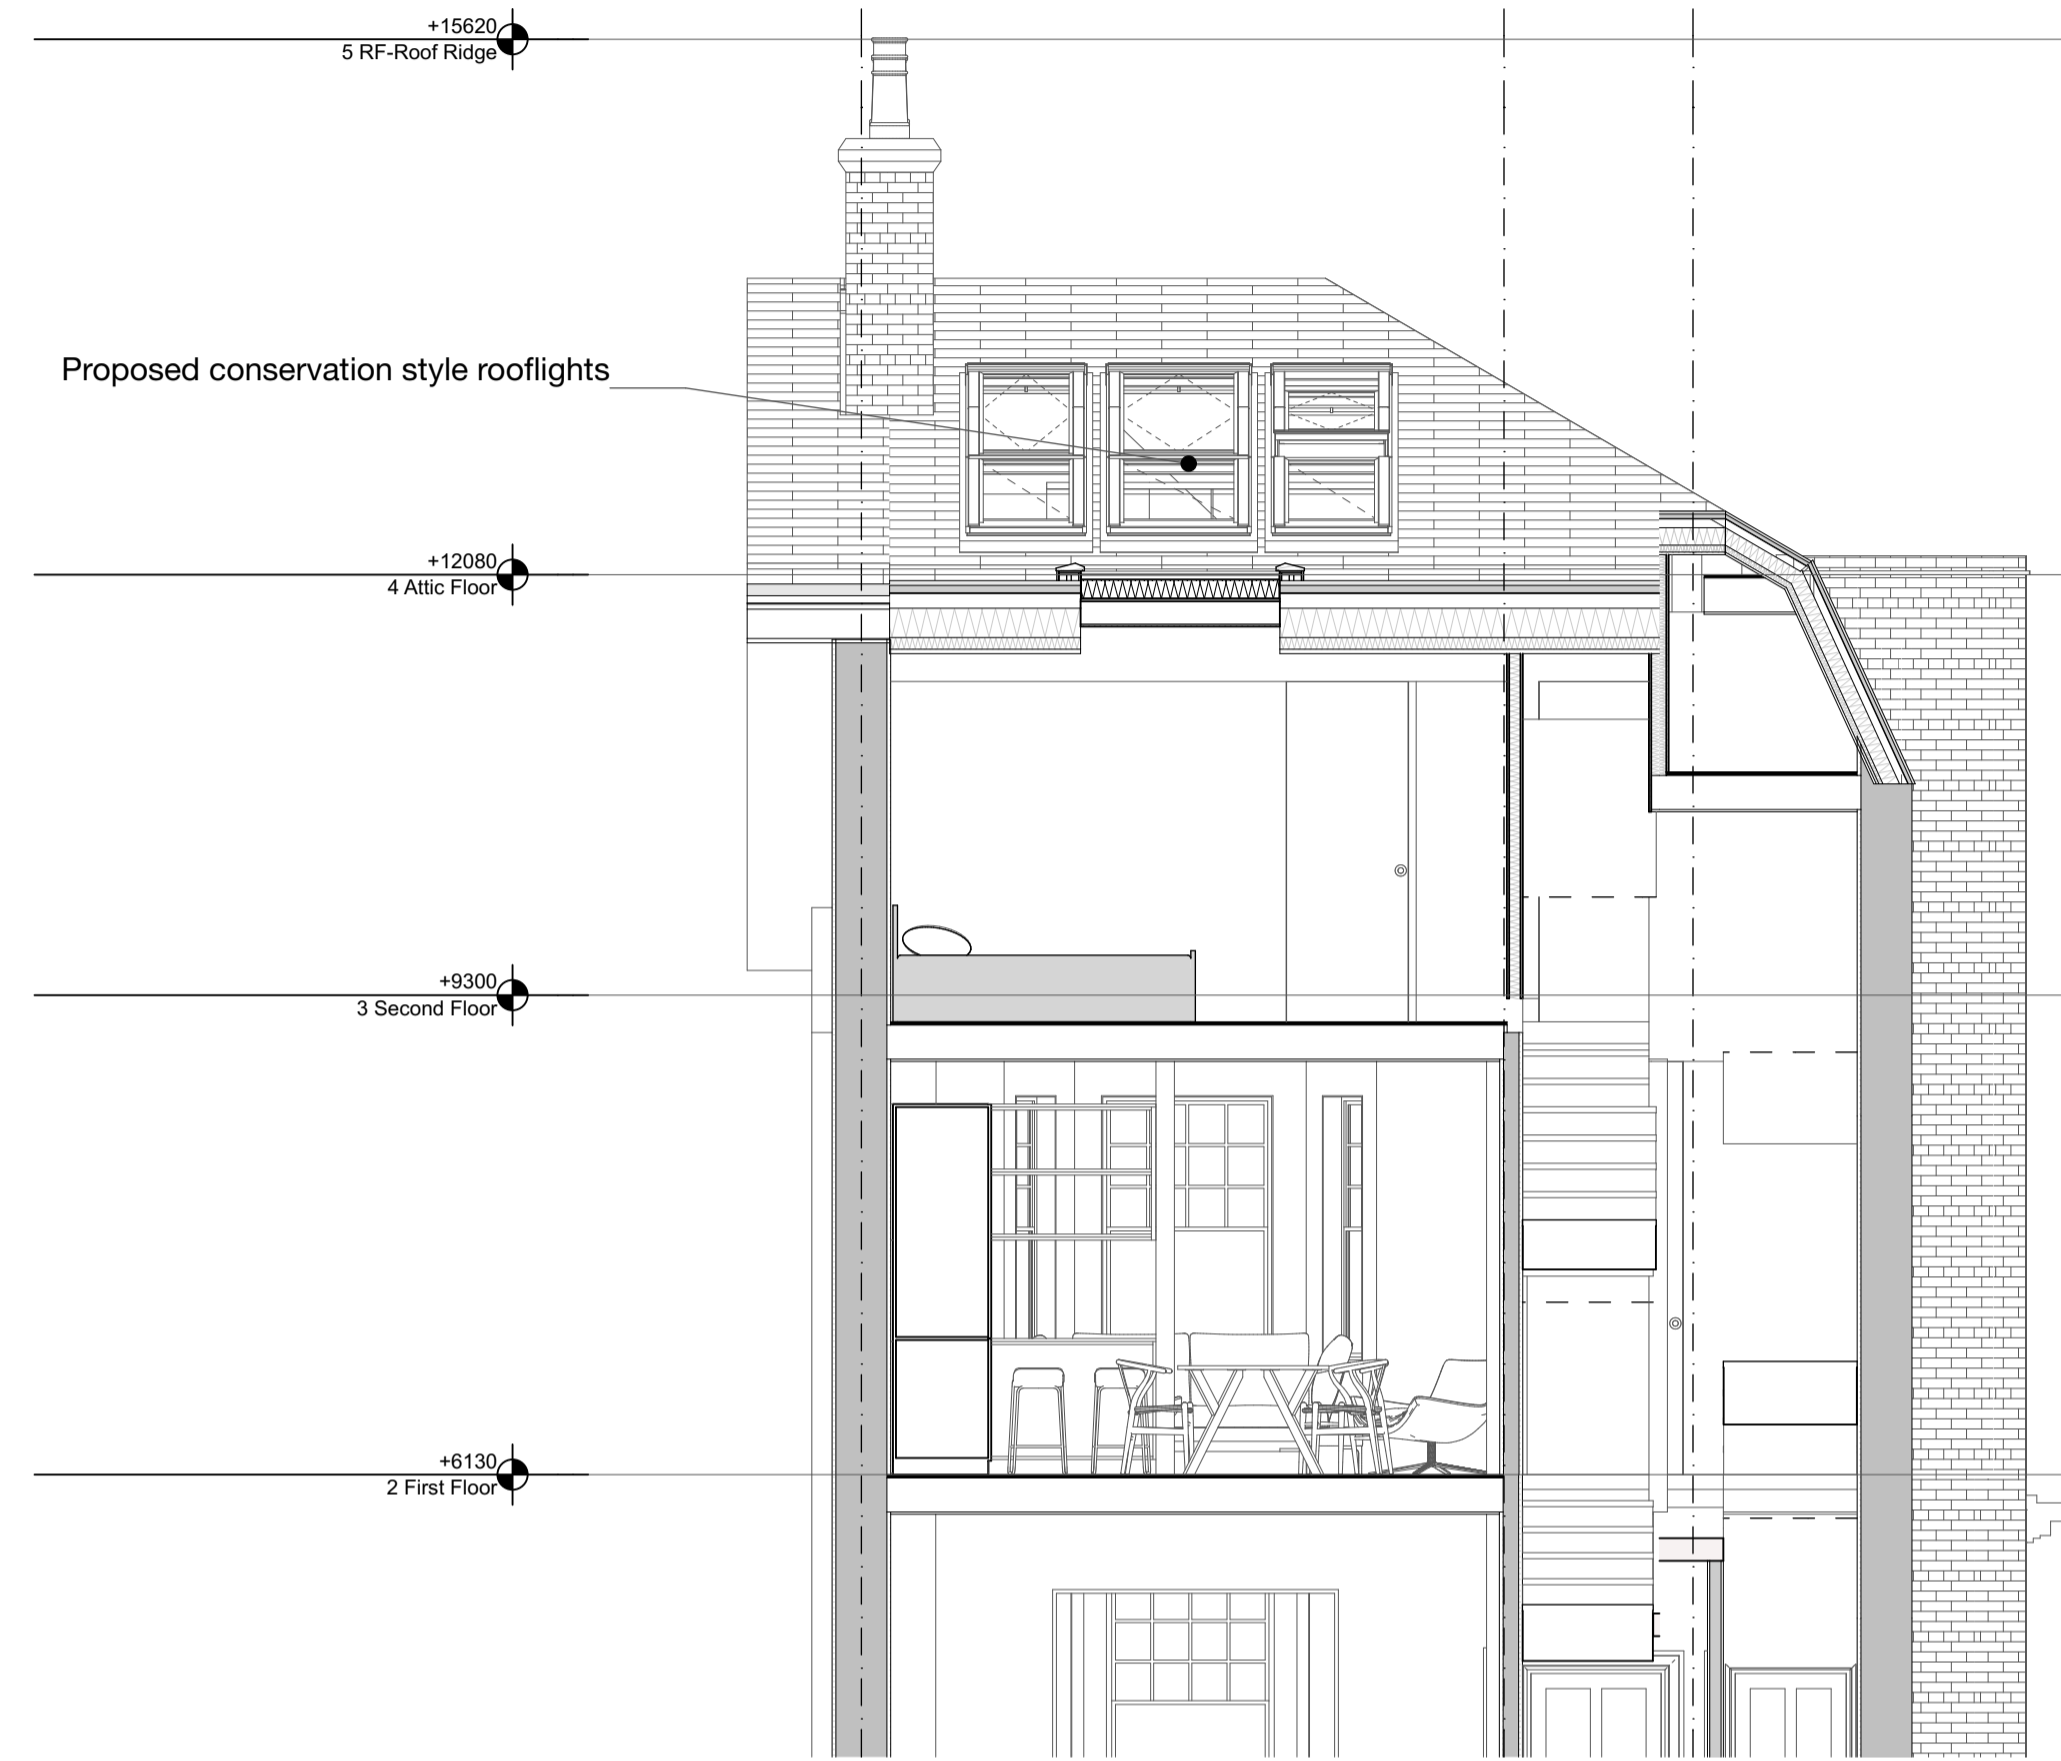 +15620
5 RF-Roof Ridge
Proposed conservation style rooflights
+12080
4 Attic Floor
+9300
3 Second Floor
+6130
2 First Floor